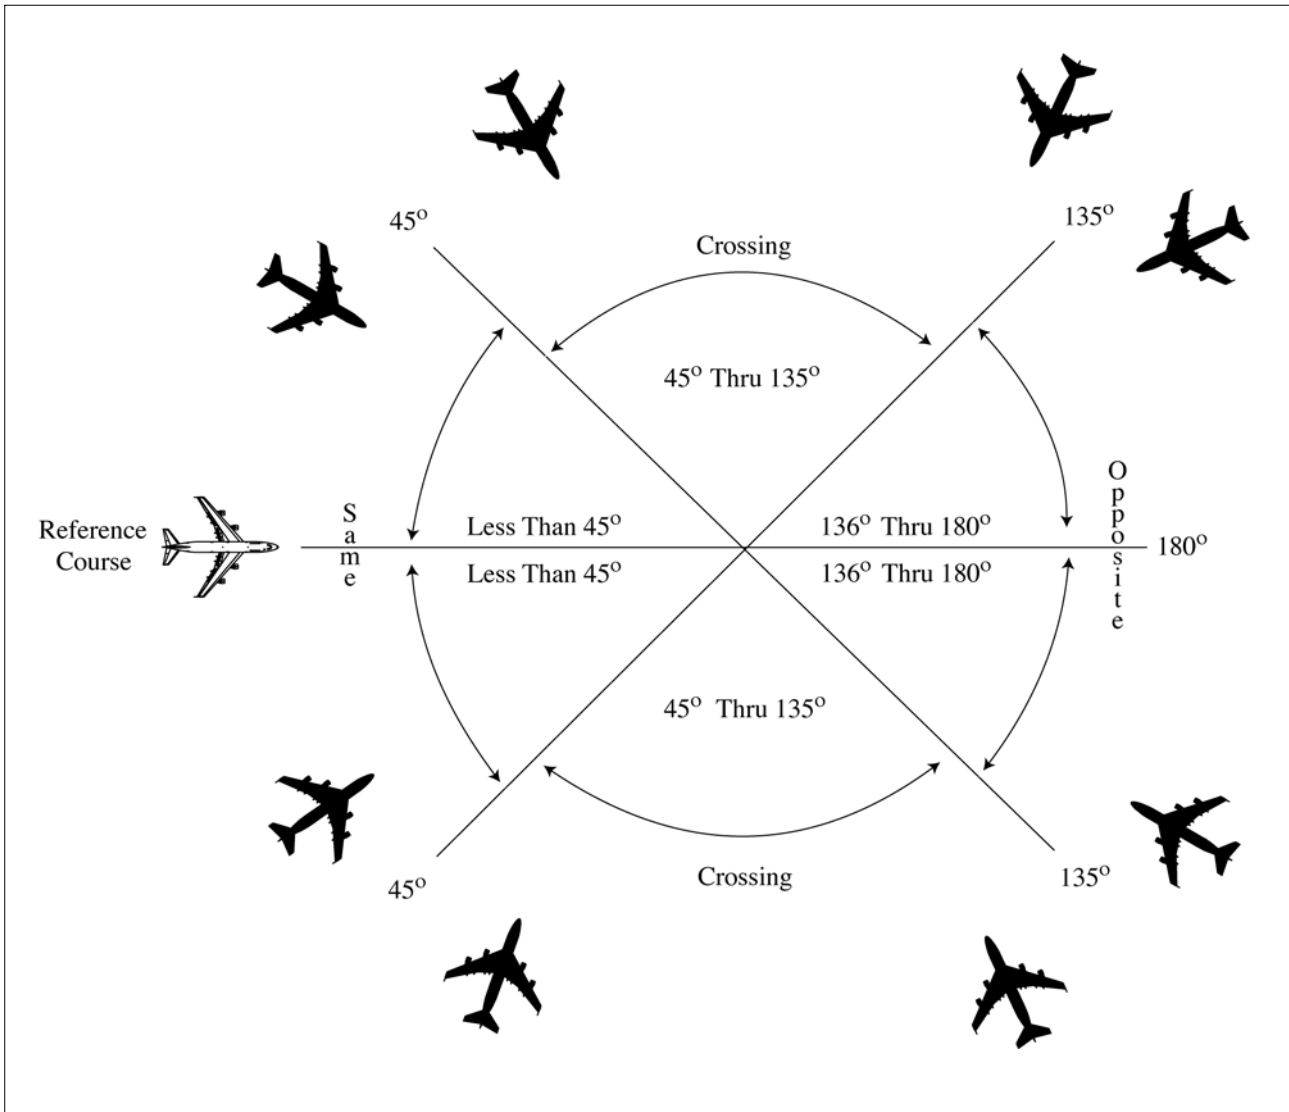 45°
135°
Crossing
45° Thru 135°
Reference
Course
Same
Less Than 45°
136° Thru 180°
Opposite
180°
Less Than 45°
136° Thru 180°
45° Thru 135°
Crossing
45°
135°